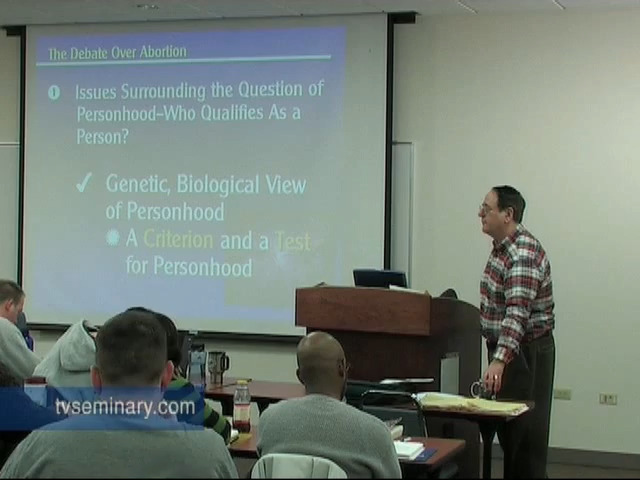 The Debate Over Abortion
1 Issues Surrounding the Question of
Personhood–Who Qualifies As a
Person?
✓ Genetic, Biological View
of Personhood
A Criterion and a Test
for Personhood
tvseminary.com